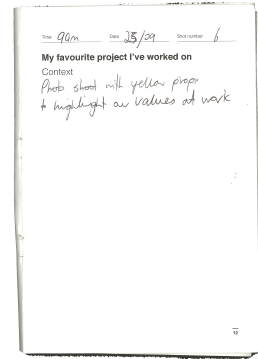 Time 9am Date 25/09 Shot number 6
My favourite project I've worked on
Context
Photo shoot with yellow props
to highlight our values at work
12